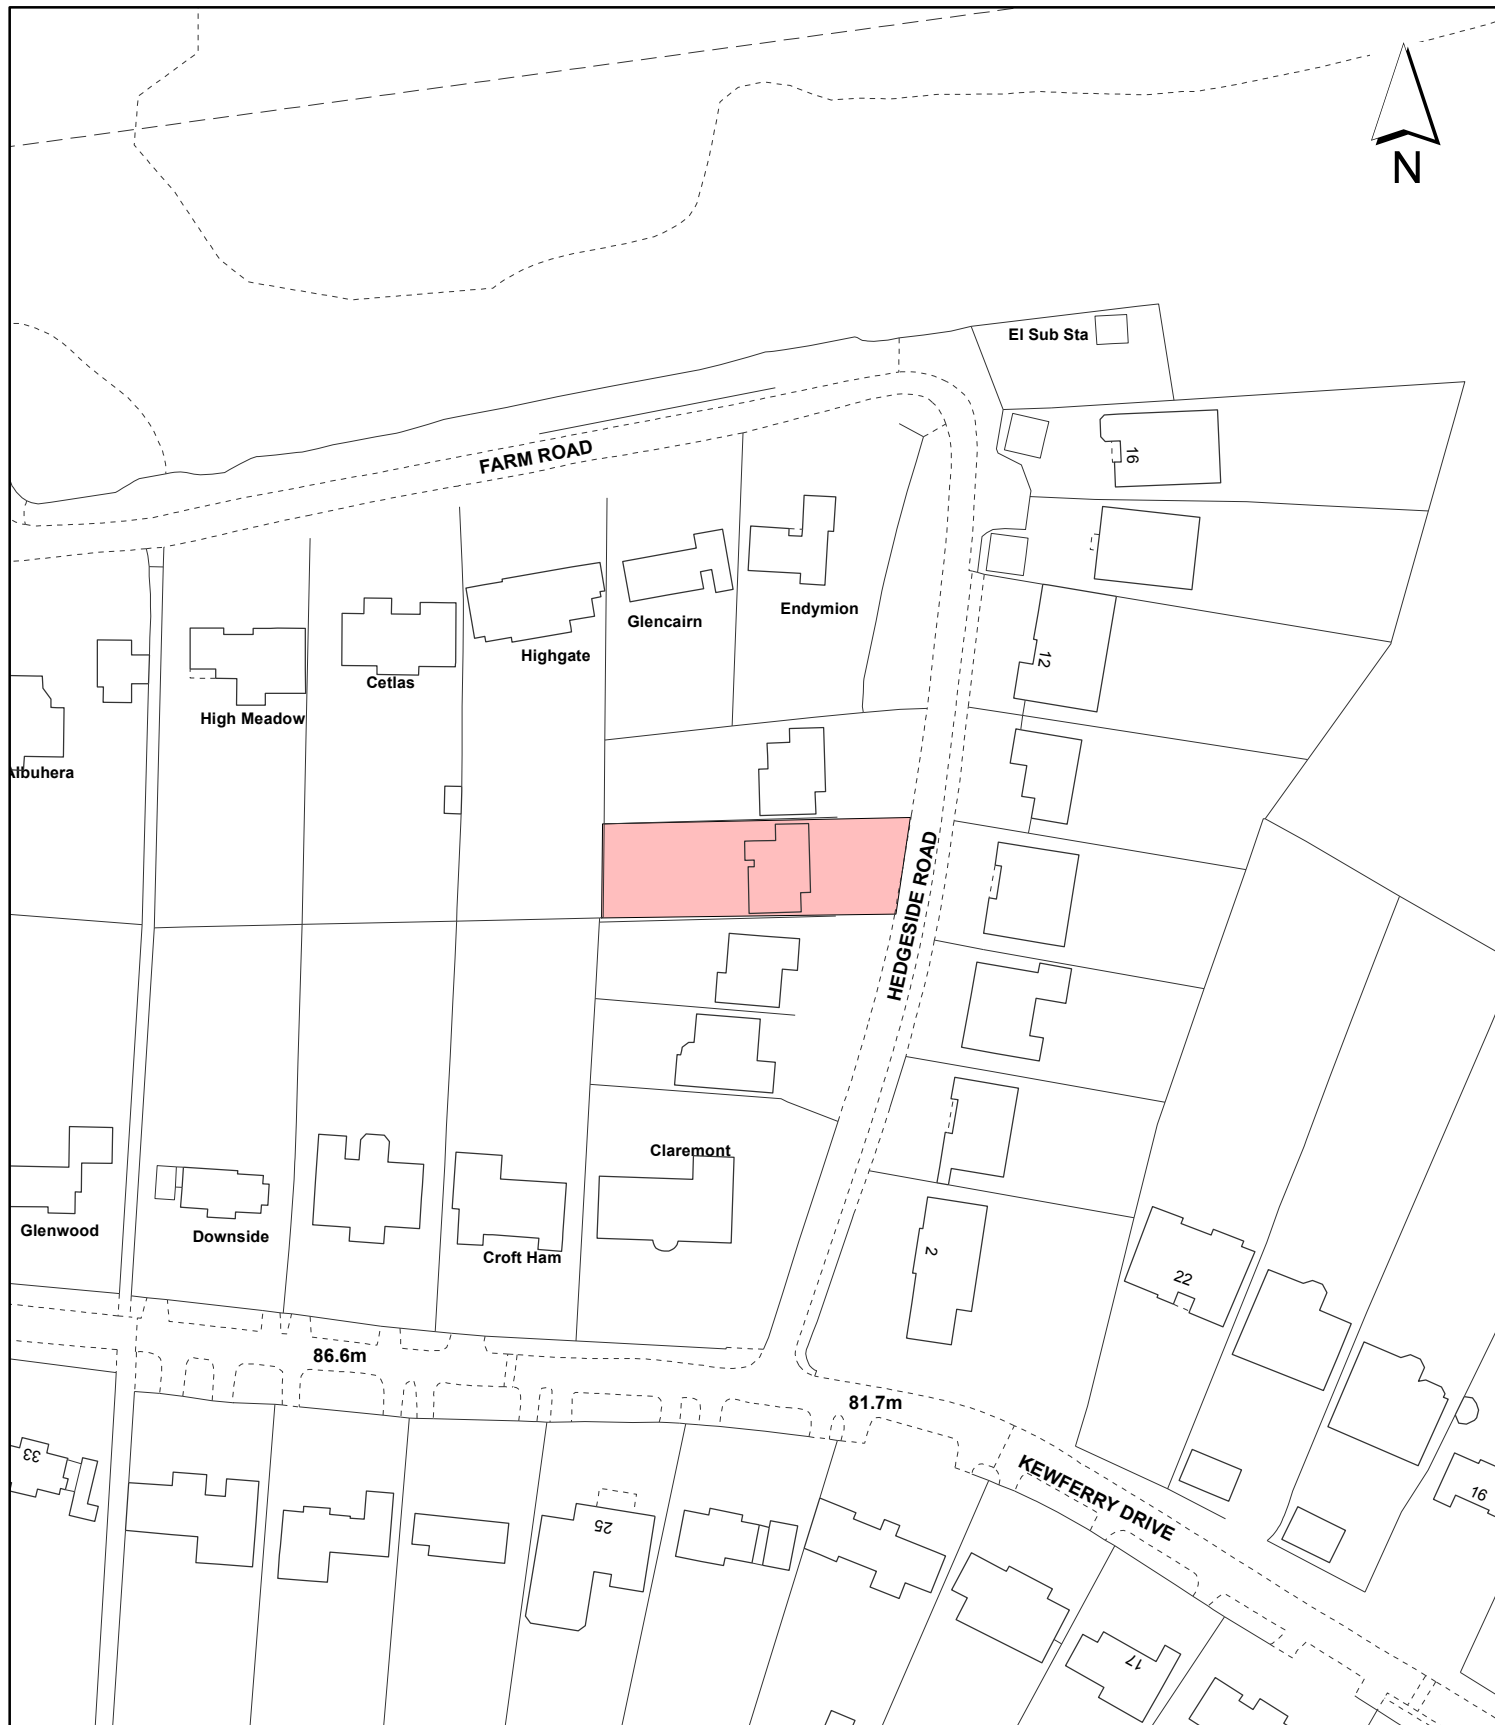 N
El Sub Sta
16
FARM ROAD
Endymion
Glencairn
Highgate
12
Cetlas
High Meadow
Albuhera
HEDGESIDE ROAD
Claremont
Glenwood
Downside
Croft Ham
2
22
86.6m
81.7m
33
KEWFERRY DRIVE
16
25
17